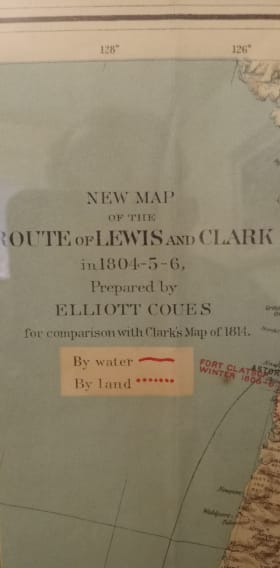 128° 126°
NEW MAP
OF THE
ROUTE OF LEWIS AND CLARK
in 1804-5-6,
Prepared by
ELLIOTT COUES
for comparison with Clark's Map of 1814.
By water
By land
FORT CLATSOP
WINTER 1805-6